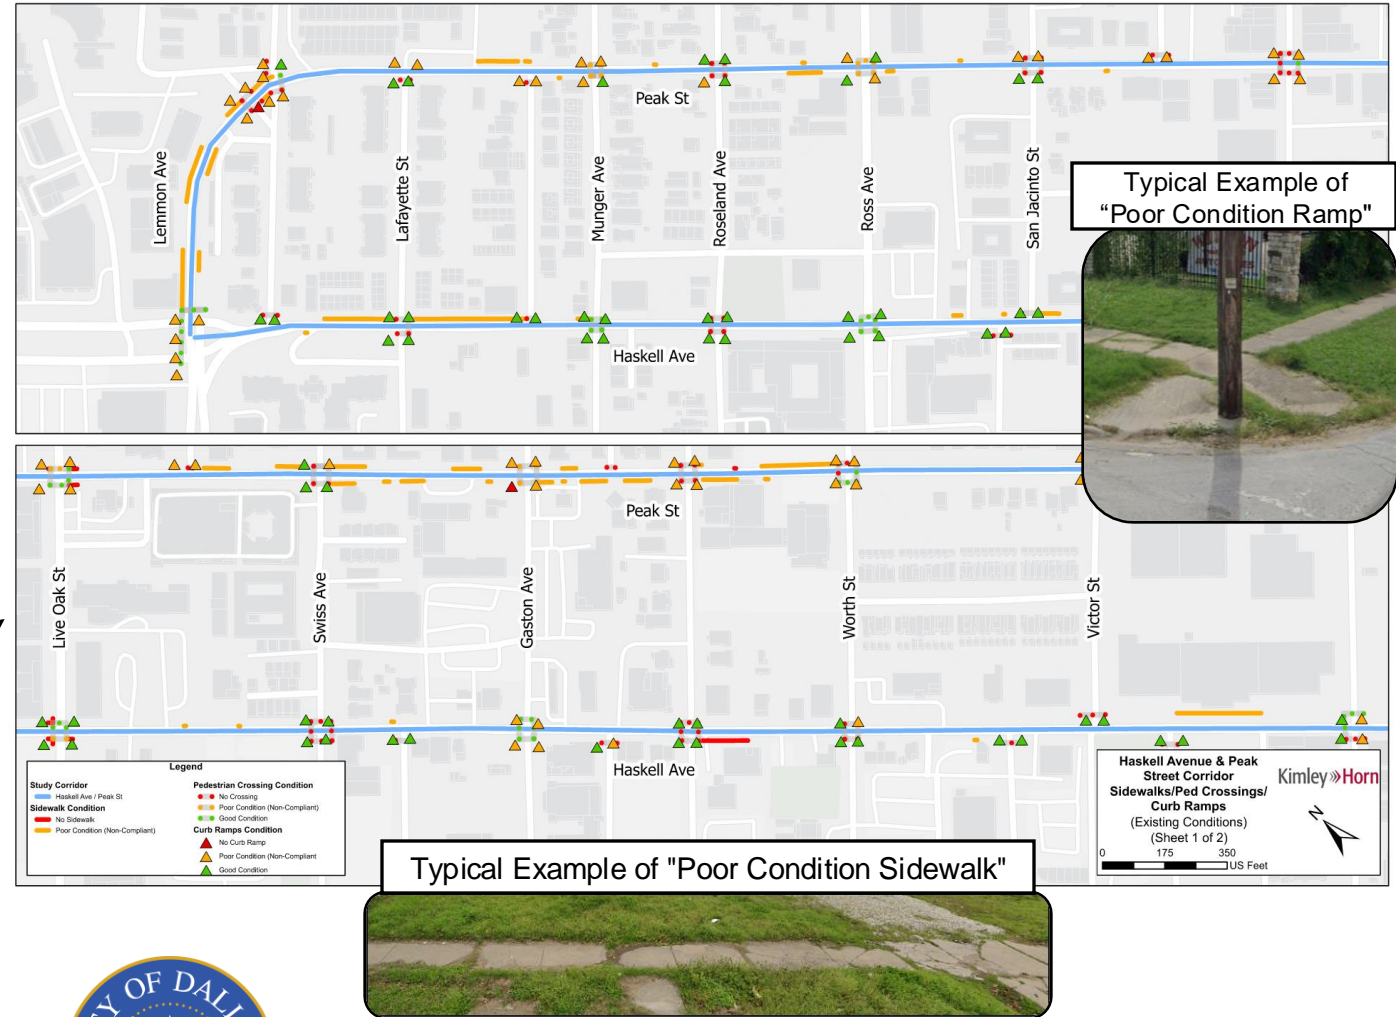 Peak St
Lemmon Ave
Lafayette St
Munger Ave
Roseland Ave
Ross Ave
San Jacinto St
Haskell Ave
Typical Example of
“Poor Condition Ramp"
Peak St
Live Oak St
Swiss Ave
Gaston Ave
Worth St
Victor St
Haskell Ave
Legend
Study Corridor
Haskell Ave / Peak St
Sidewalk Condition
No Sidewalk
Poor Condition (Non-Compliant)
Pedestrian Crossing Condition
No Crossing
Poor Condition (Non-Compliant)
Good Condition
Curb Ramps Condition
No Curb Ramp
Poor Condition (Non-Compliant
Good Condition
Haskell Avenue & Peak
Street Corridor
Sidewalks/Ped Crossings/
Curb Ramps
(Existing Conditions)
(Sheet 1 of 2)
Kimley»Horn
N
0 175 350
US Feet
Typical Example of "Poor Condition Sidewalk"
OF